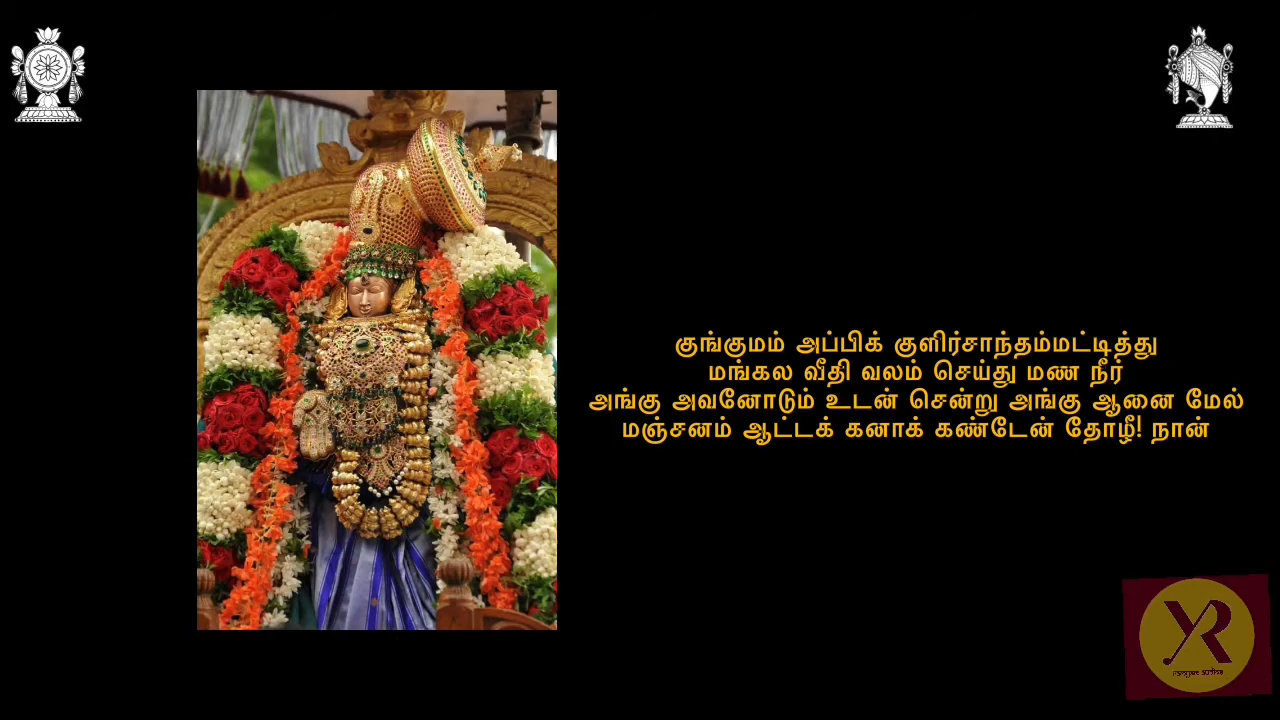 குங்குமம் அப்பிக் குளிர்சாந்தம்மட்டித்து
மங்கல வீதி வலம் செய்து மண நீர்
அங்கு அவனோடும் உடன் சென்று அங்கு ஆனை மேல்
மஞ்சனம் ஆட்டக் கனாக் கண்டேன் தோழீ! நான்